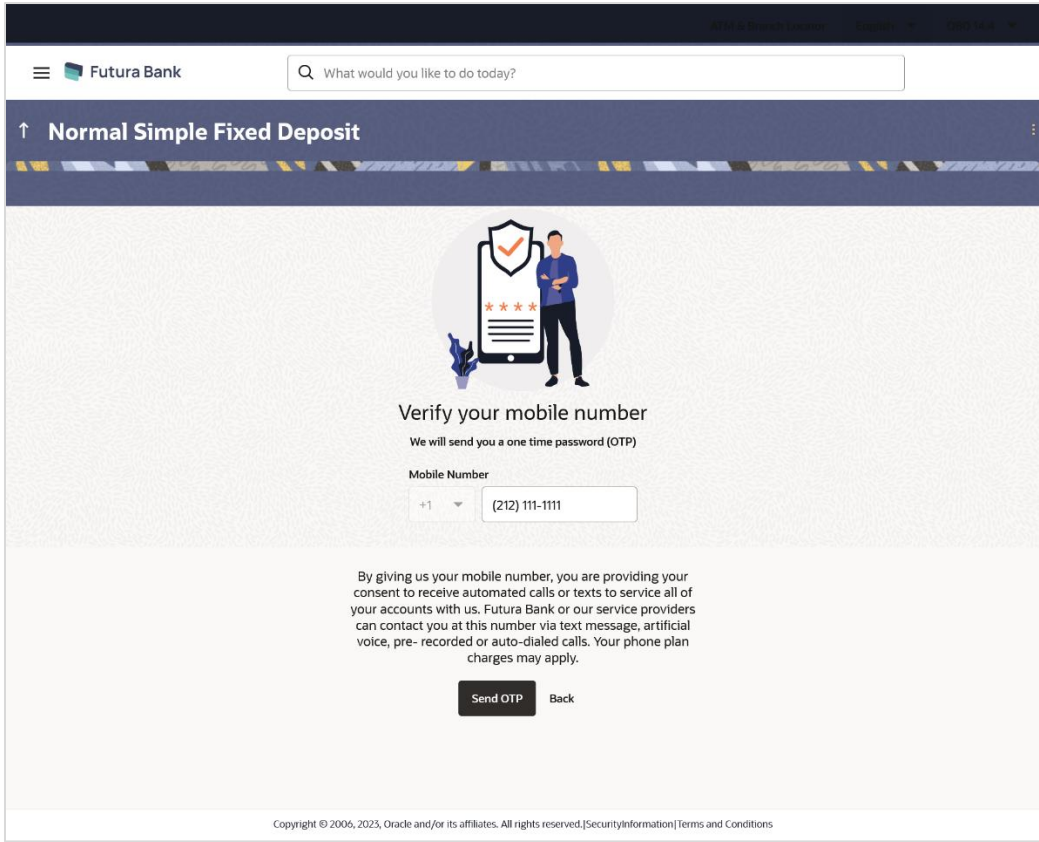 ATM & Branch Locator English
Futura Bank
What would you like to do today?
Normal Simple Fixed Deposit
****
Verify your mobile number
We will send you a one time password (OTP)
Mobile Number
+1 (212) 111-1111
By giving us your mobile number, you are providing your
consent to receive automated calls or texts to service all of
your accounts with us. Futura Bank or our service providers
can contact you at this number via text message, artificial
voice, pre- recorded or auto-dialed calls. Your phone plan
charges may apply.
Send OTP Back
Copyright © 2006, 2023, Oracle and/or its affiliates. All rights reserved.|SecurityInformation|Terms and Conditions